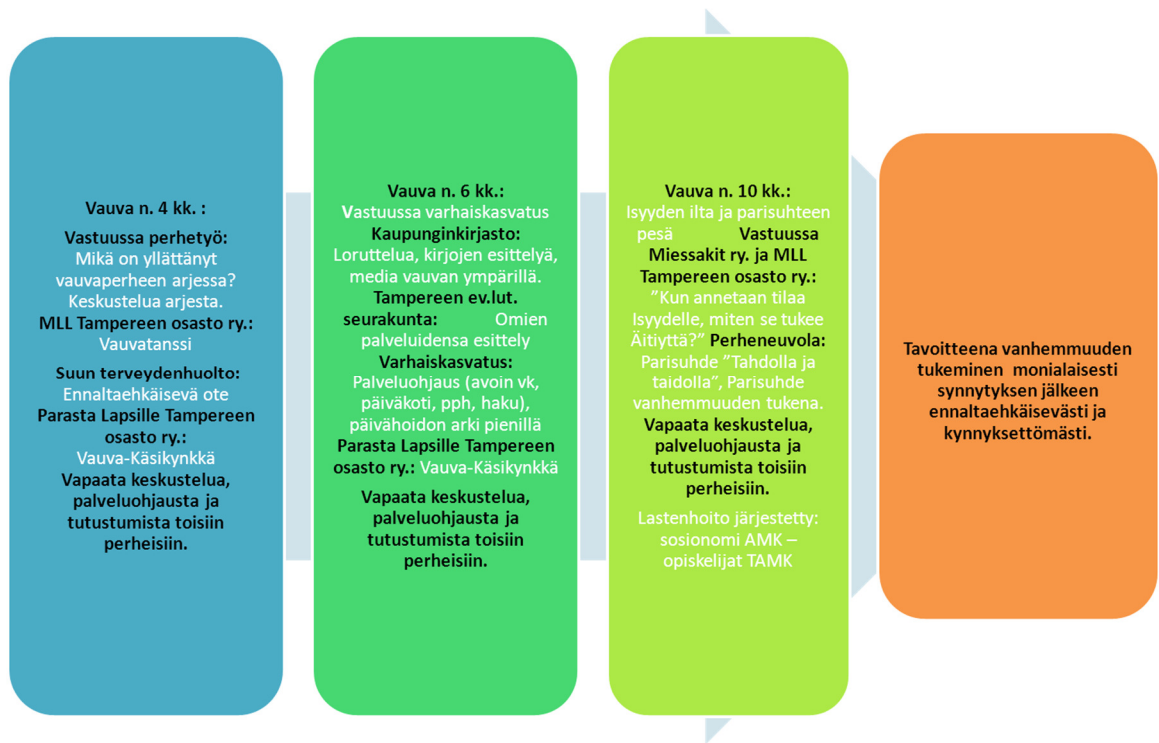 Vauva n. 4 kk. :
Vastuussa perhetyö:
Mikä on yllättänyt
vauvaperheen arjessa?
Keskustelua arjesta.
MLL Tampereen osasto ry.:
Vauvatanssi
Suun terveydenhuolto:
Ennaltaehkäisevä ote
Parasta Lapsille Tampereen
osasto ry.:
Vauva-Käsikynkkä
Vapaata keskustelua,
palveluohjausta ja
tutustumista toisiin
perheisiin.
Vauva n. 6 kk.:
Vastuussa varhaiskasvatus
Kaupunginkirjasto:
Loruttelua, kirjojen esittelyä,
media vauvan ympärillä.
Tampereen ev.lut.
seurakunta: Omien
palveluidensa esittely
Varhaiskasvatus:
Palveluohjaus (avoin vk,
päiväkoti, pph, haku),
päivähoidon arki pienillä
Parasta Lapsille Tampereen
osasto ry.: Vauva-Käsikynkkä
Vapaata keskustelua,
palveluohjausta ja
tutustumista toisiin
perheisiin.
Vauva n. 10 kk.:
Isyyden ilta ja parisuhteen
pesä Vastuussa
Miessakit ry. ja MLL
Tampereen osasto ry.:
”Kun annetaan tilaa
Isyydelle, miten se tukee
Äitiyttä?” Perheneuvola:
Parisuhde ”Tahdolla ja
taidolla”, Parisuhde
vanhemmuuden tukena.
Vapaata keskustelua,
palveluohjausta ja
tutustumista toisiin
perheisiin.
Lastenhoito järjestetty:
sosionomi AMK –
opiskelijat TAMK
Tavoitteena vanhemmuuden
tukeminen monialaisesti
synnytyksen jälkeen
ennaltaehkäisevästi ja
kynnyksettömästi.